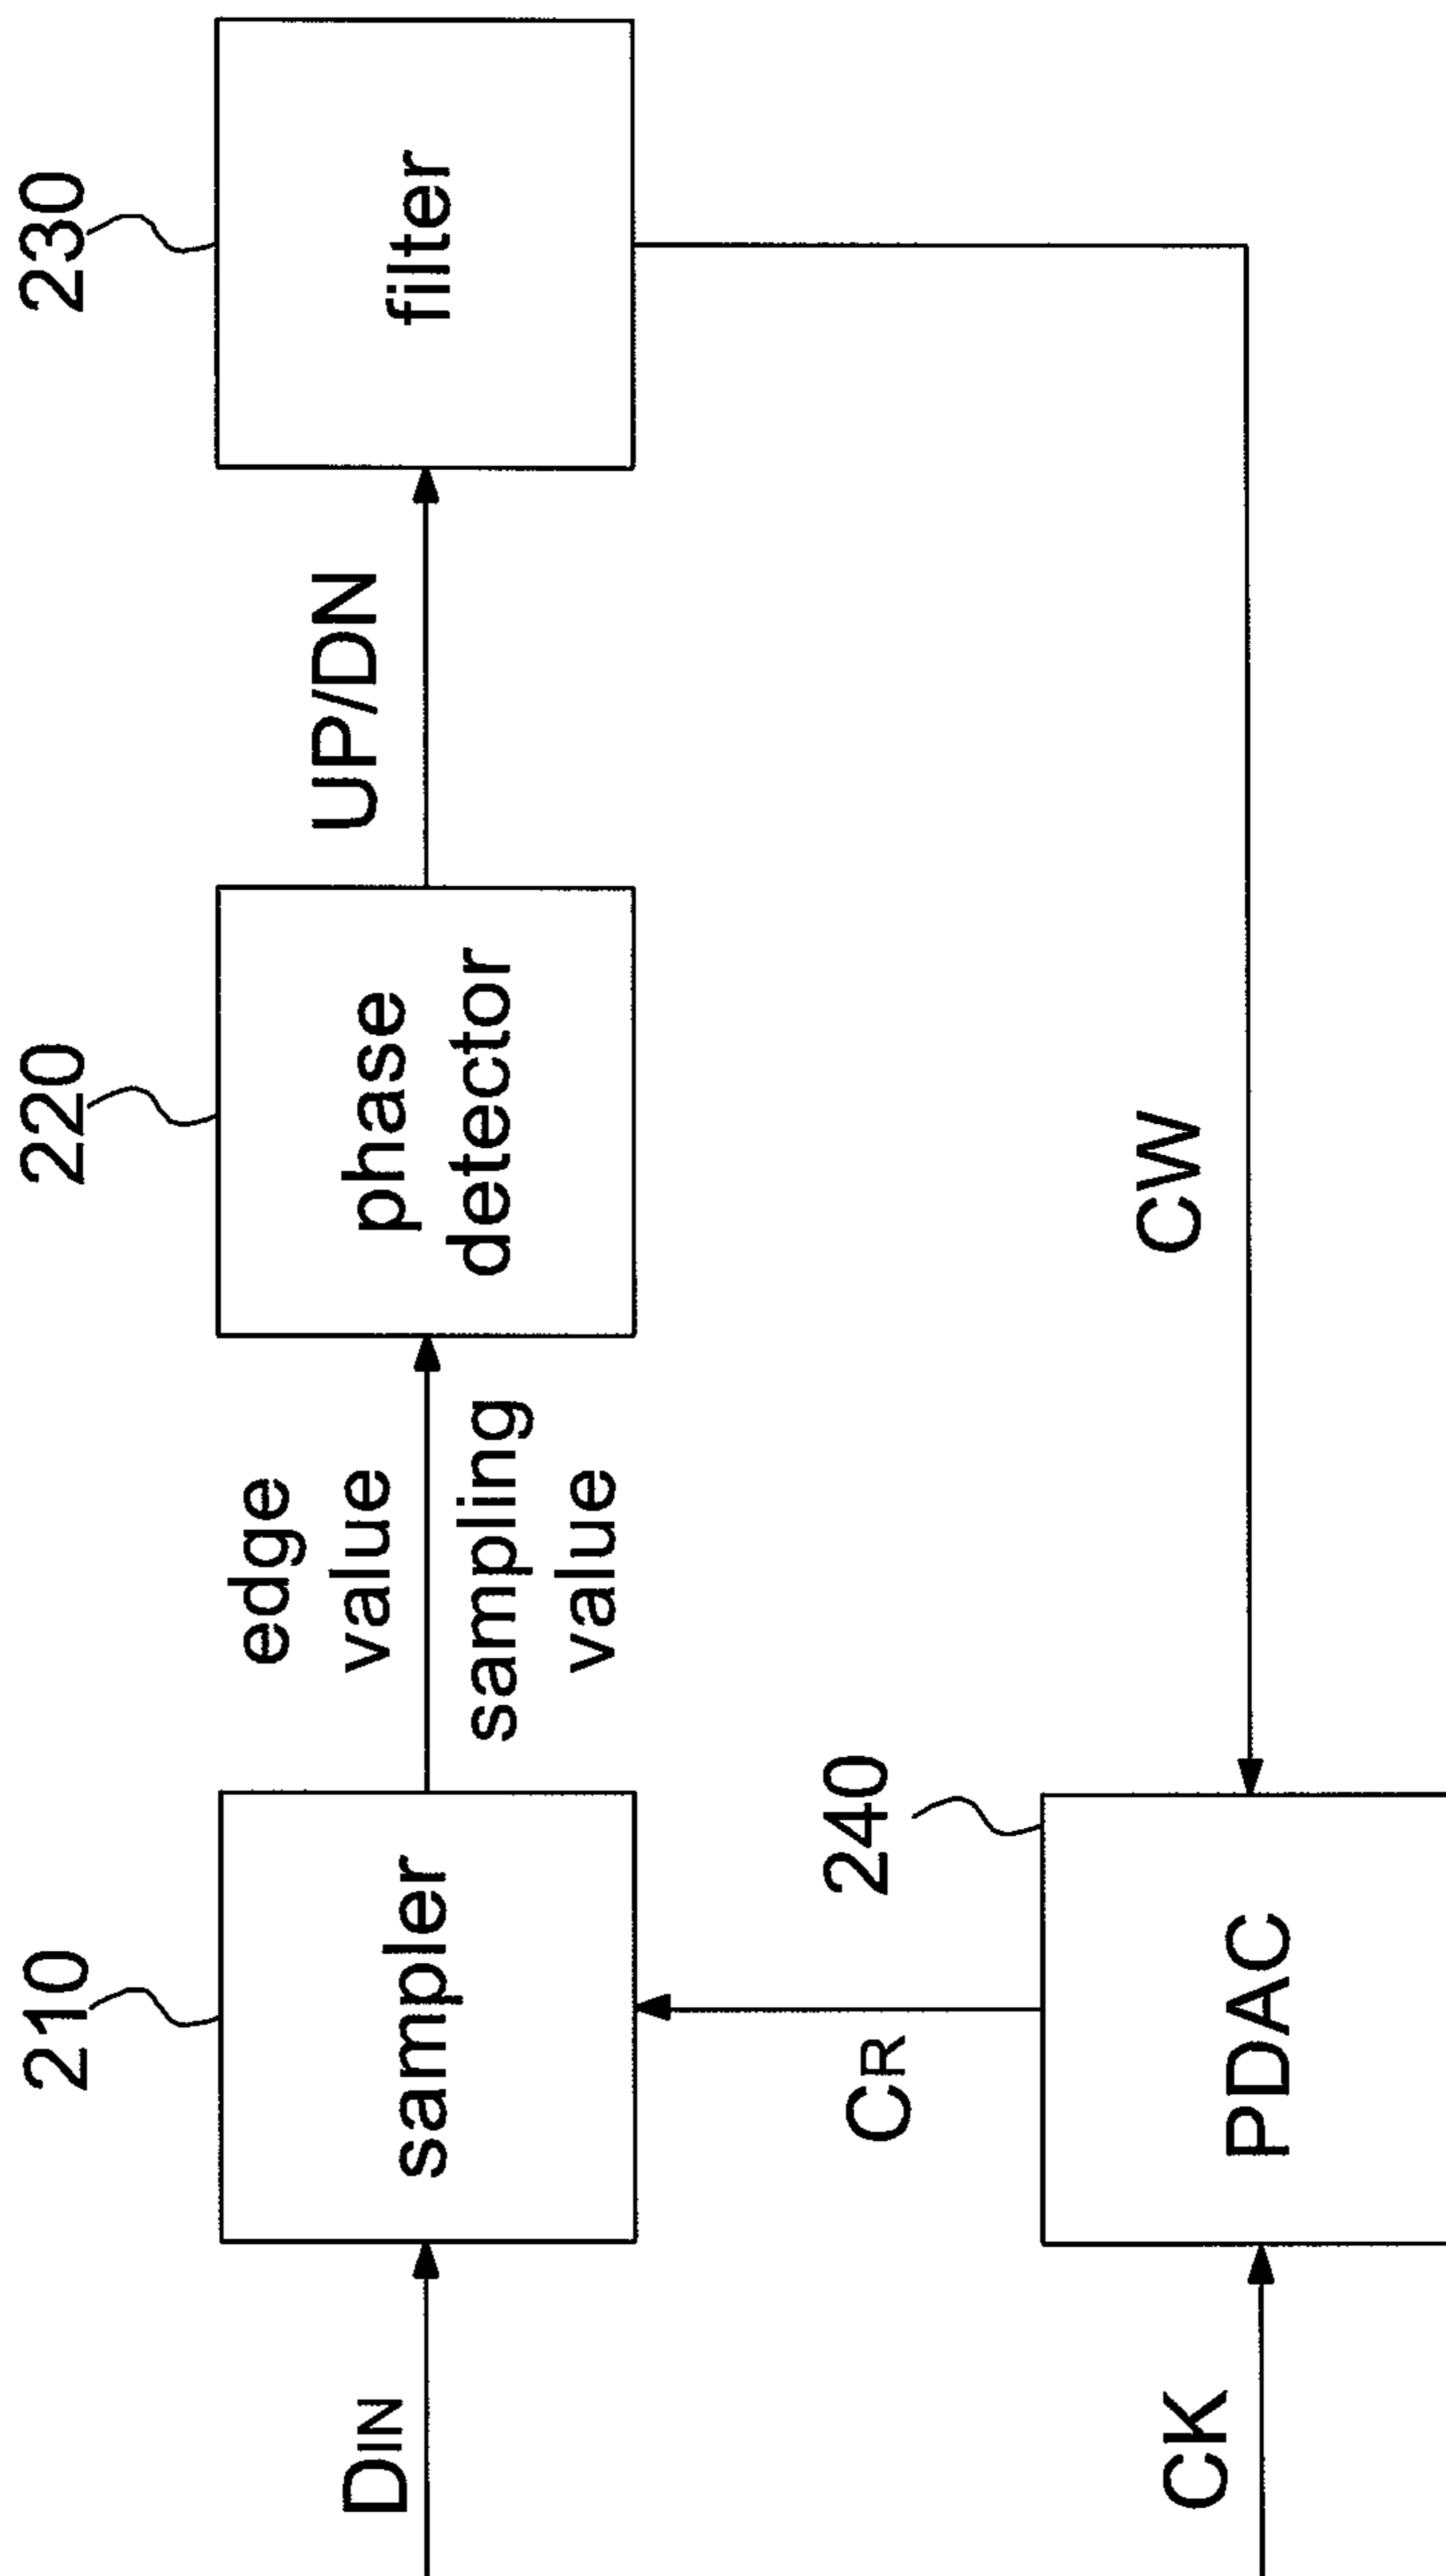 210
220
230
DIN
sampler
edge
value
sampling
value
phase
detector
UP/DN
filter
CR
240
CW
CK
PDAC